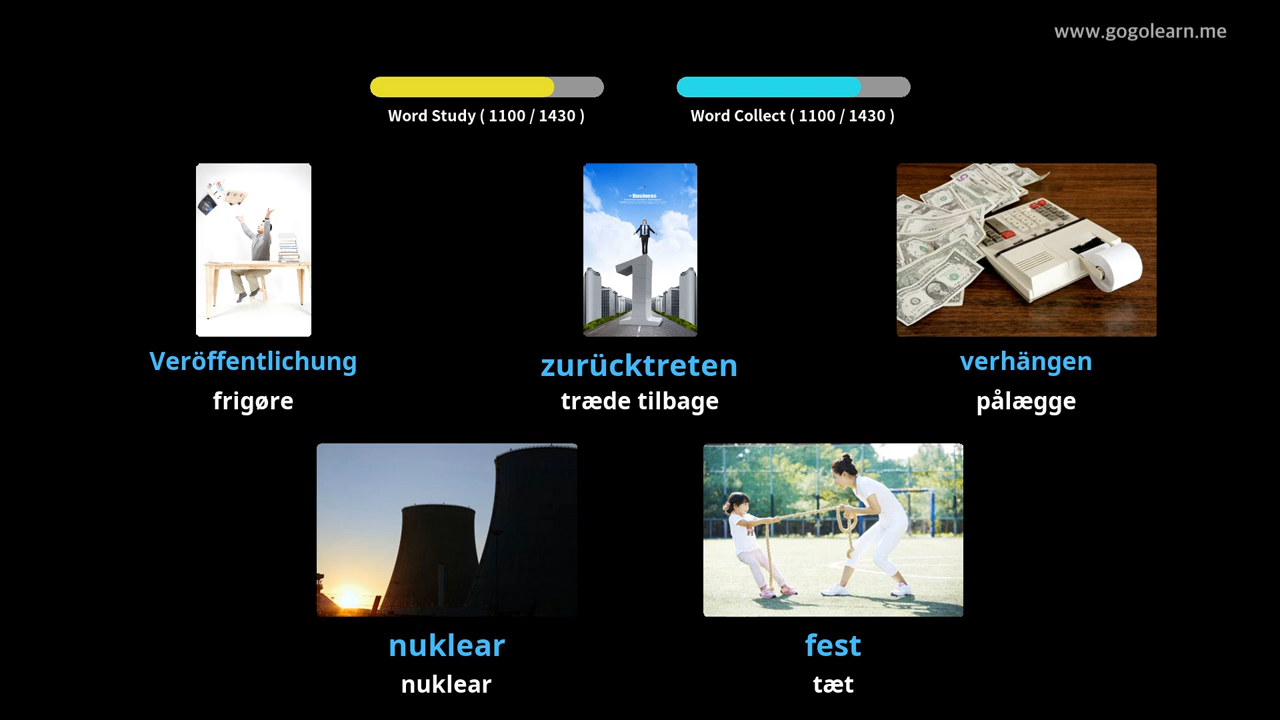 www.gogolearn.me
Word Study ( 1100 / 1430 )
Word Collect ( 1100 / 1430 )
Business
Veröffentlichung
zurücktreten
verhängen
frigøre
træde tilbage
pålægge
nuklear
fest
nuklear
tæt